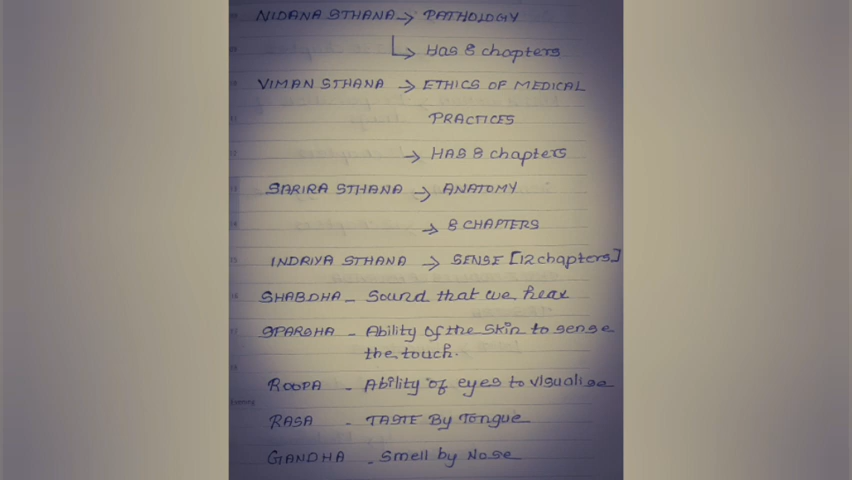 NIDANA STHANA → PATHOLOGY
↳ Has 8 chapters
VIMAN STHANA → ETHICS OF MEDICAL
PRACTICES
→ HAS 8 chapters
SARIRA STHANA → ANATOMY
→ 8 CHAPTERS
INDRIYA STHANA → SENSE [12 chapters]
SHABDHA - Sound that we hear
SPARSHA - Ability of the skin to sense
the touch.
ROOPA - Ability of eyes to visualise
RASA - TASTE By Tongue
GANDHA - Smell by Nose